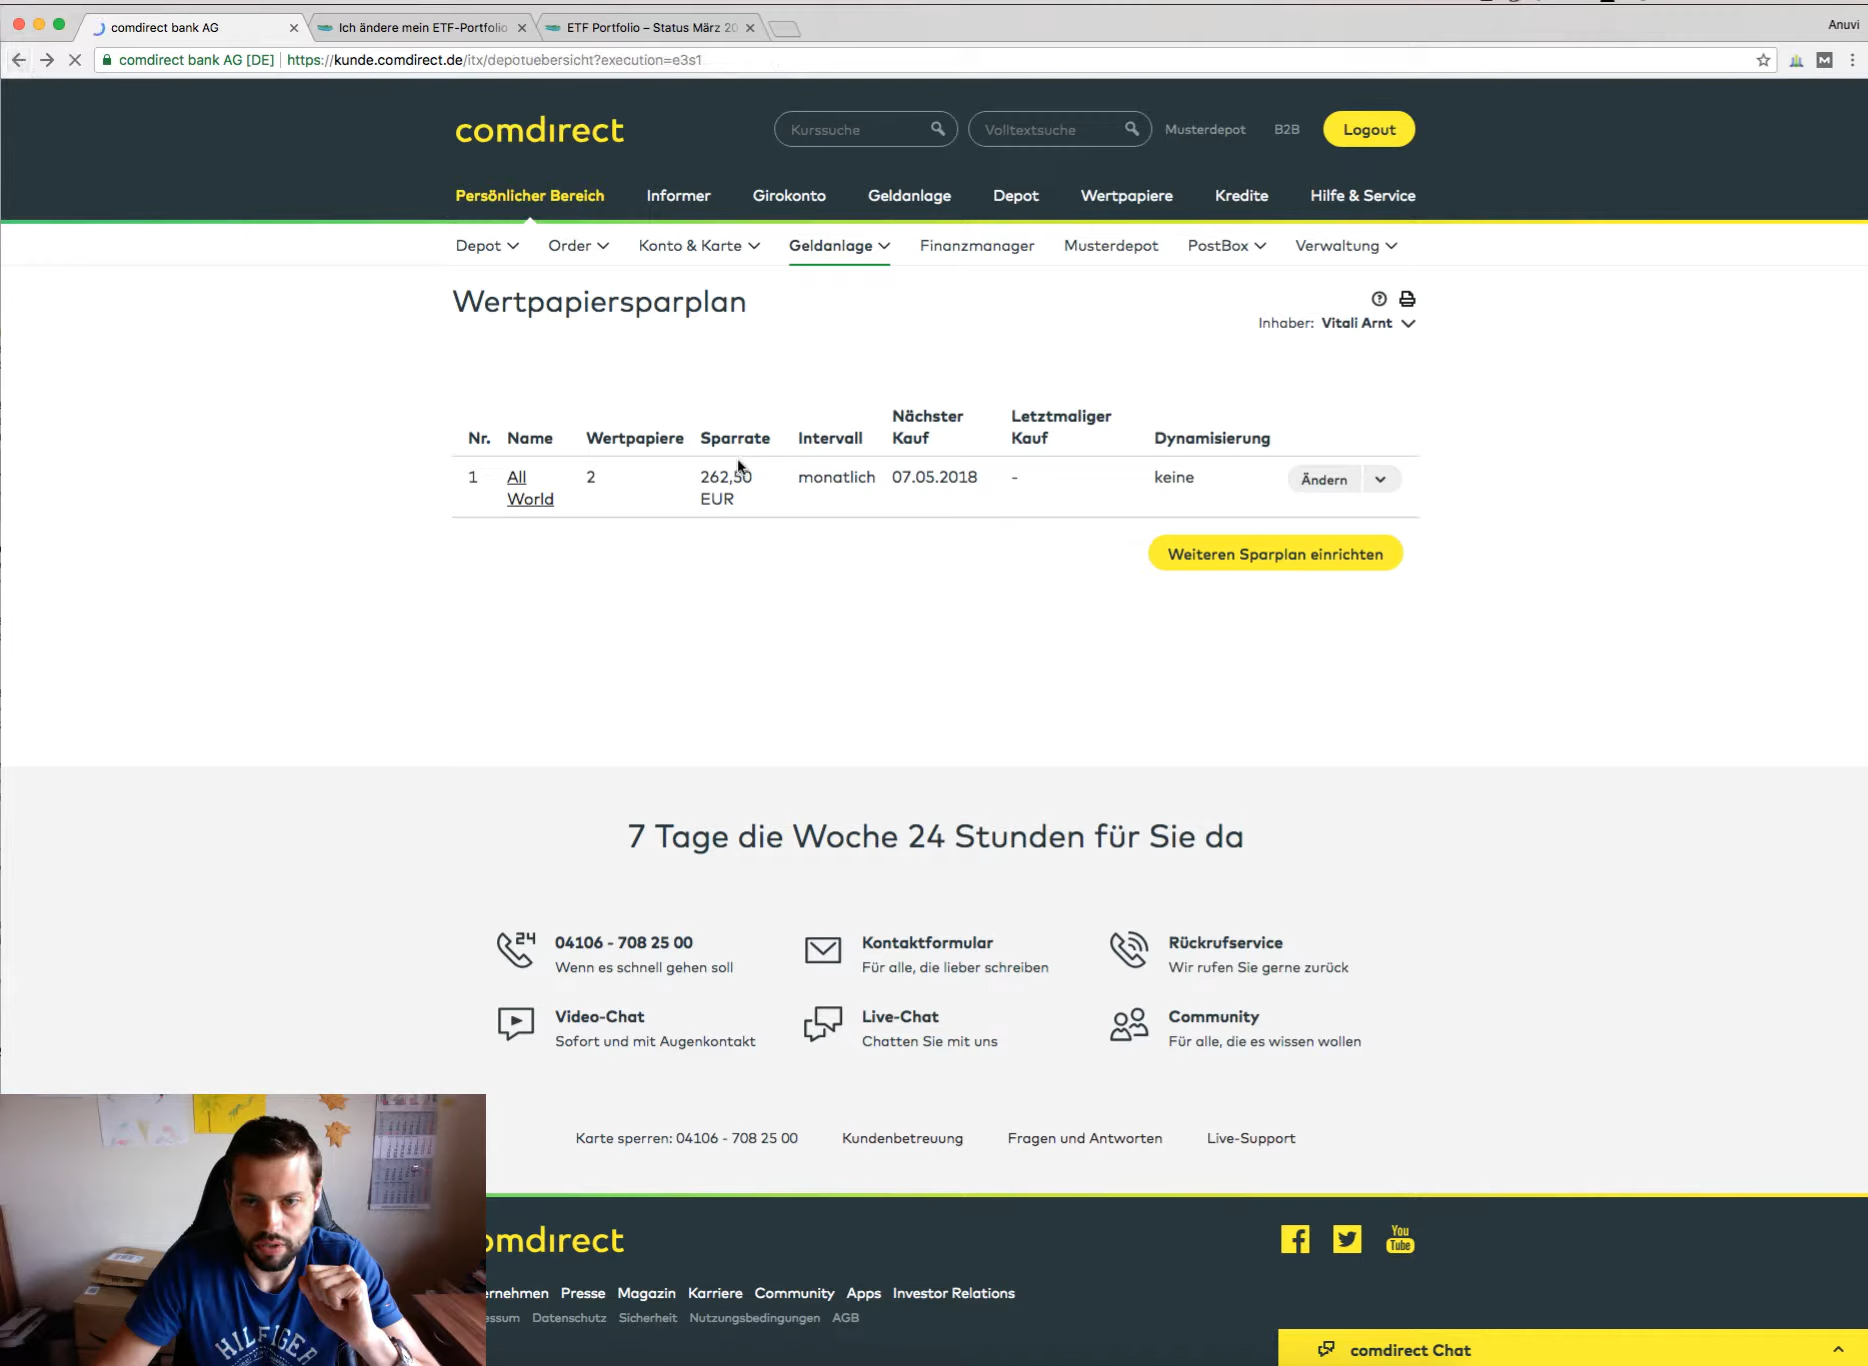 comdirect bank AG
Ich ändere mein ETF-Portfolio
ETF Portfolio – Status März 20
Anuvi
comdirect bank AG [DE] https://kunde.comdirect.de/itx/depotuebersicht?execution=e3s1
comdirect
Kurssuche
Volltextsuche
Musterdepot
B2B
Logout
Persönlicher Bereich
Informer
Girokonto
Geldanlage
Depot
Wertpapiere
Kredite
Hilfe & Service
Depot
Order
Konto & Karte
Geldanlage
Finanzmanager
Musterdepot
PostBox
Verwaltung
Wertpapiersparplan
Inhaber: Vitali Arnt
Nr. Name Wertpapiere Sparrate Intervall Nächster Kauf Letztmaliger Kauf Dynamisierung
1 All World 2 262,50 EUR monatlich 07.05.2018 - keine Ändern
Weiteren Sparplan einrichten
7 Tage die Woche 24 Stunden für Sie da
24
04106 - 708 25 00
Wenn es schnell gehen soll
Kontaktformular
Für alle, die lieber schreiben
Rückrufservice
Wir rufen Sie gerne zurück
Video-Chat
Sofort und mit Augenkontakt
Live-Chat
Chatten Sie mit uns
Community
Für alle, die es wissen wollen
Karte sperren: 04106 - 708 25 00
Kundenbetreuung
Fragen und Antworten
Live-Support
omdirect
You Tube
ernehmen Presse Magazin Karriere Community Apps Investor Relations
essum Datenschutz Sicherheit Nutzungsbedingungen AGB
HILFIGER
comdirect Chat